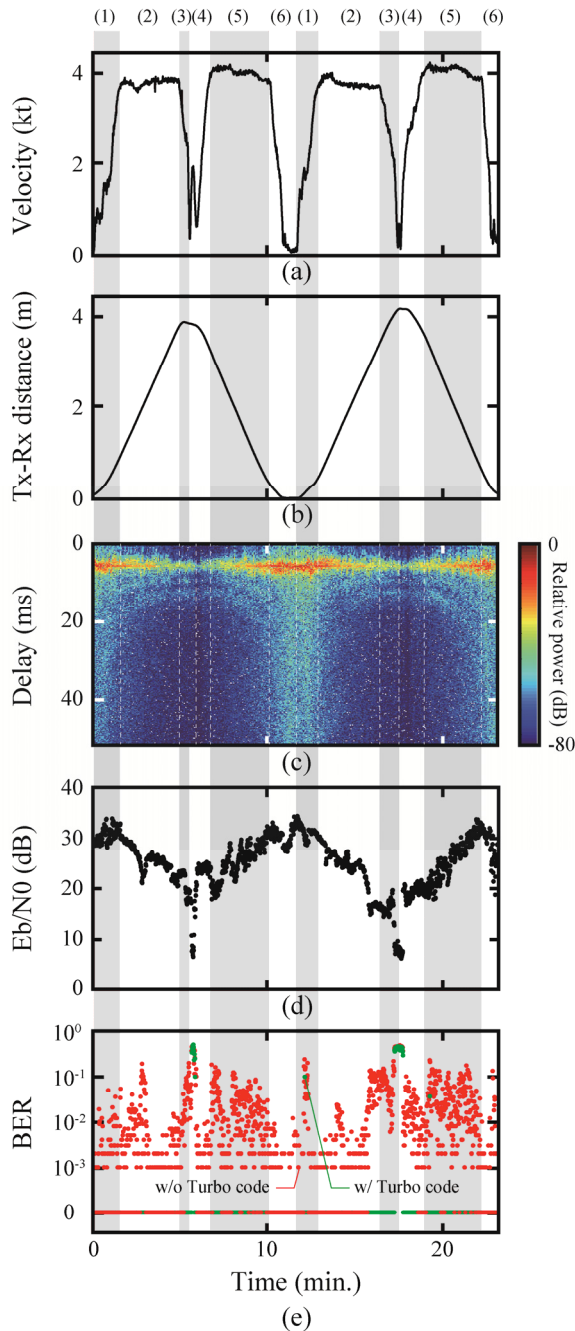 (1) (2) (3) (4) (5) (6) (1) (2) (3) (4) (5) (6)
4
2
0
Velocity (kt)
(a)
4
2
0
Tx-Rx distance (m)
(b)
0
20
40
Delay (ms)
0
-80
Relative power (dB)
(c)
40
30
20
10
0
Eb/N0 (dB)
(d)
10⁰
10⁻¹
10⁻²
10⁻³
0
BER
w/o Turbo code
w/ Turbo code
0 10 20
Time (min.)
(e)